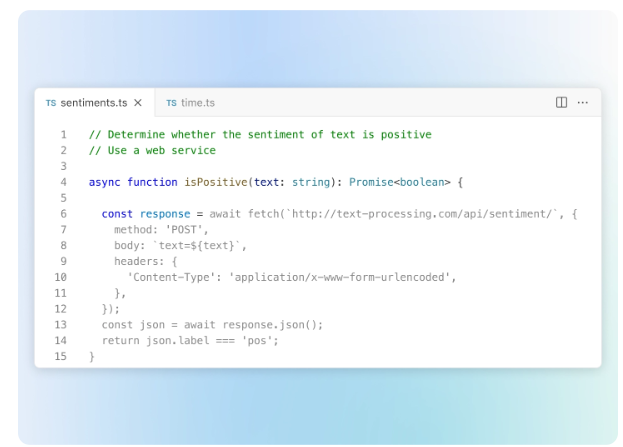 TS sentiments.ts × TS time.ts ...
1 // Determine whether the sentiment of text is positive
2 // Use a web service
3
4 async function isPositive(text: string): Promise<boolean> {
5
6   const response = await fetch(`http://text-processing.com/api/sentiment/`, {
7     method: 'POST',
8     body: `text=${text}`,
9     headers: {
10       'Content-Type': 'application/x-www-form-urlencoded',
11     },
12   });
13   const json = await response.json();
14   return json.label === 'pos';
15 }